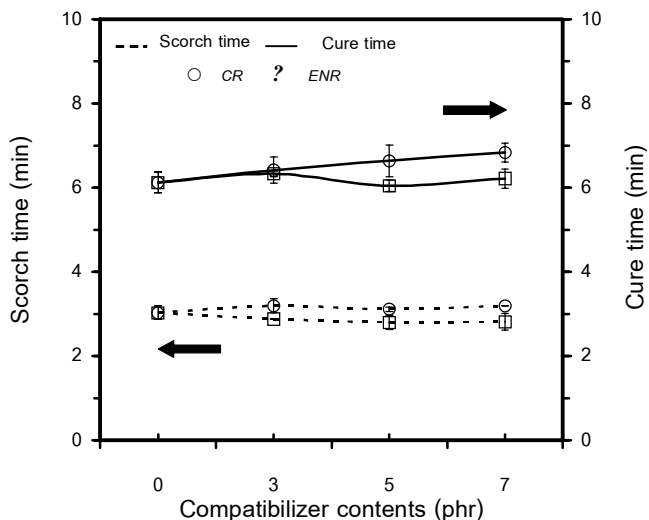 Scorch time Cure time
CR ? ENR
10
8
6
4
2
0
Scorch time (min)
10
8
6
4
2
0
Cure time (min)
0 3 5 7
Compatibilizer contents (phr)